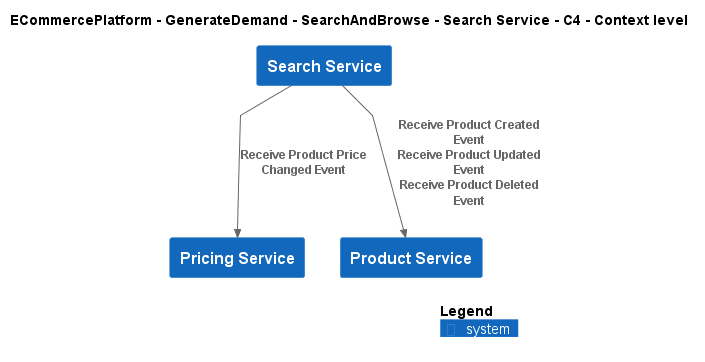 ECommercePlatform - GenerateDemand - SearchAndBrowse - Search Service - C4 - Context level
Search Service
Receive Product Price
Changed Event
Receive Product Created
Event
Receive Product Updated
Event
Receive Product Deleted
Event
Pricing Service
Product Service
Legend
system